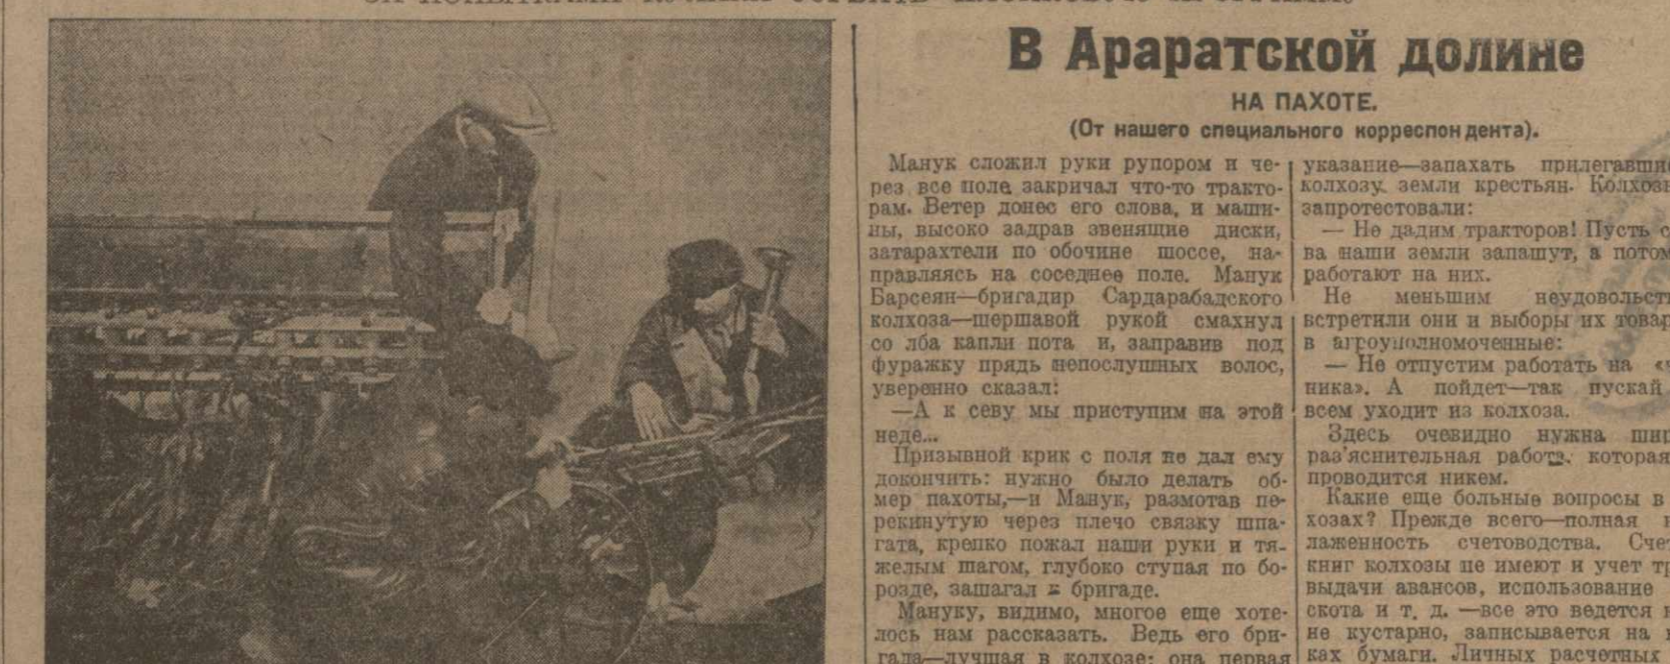 В Араратской долине
НА ПАХОТЕ.
(От нашего специального корреспондента).
Манук сложил руки рупором и че-
рез все поле закричал что-то тракто-
рам. Ветер донес его слова, и маши-
ны, высоко задрав звенящие диски,
затарахтели по обочине шоссе, на-
правляясь на соседнее поле. Манук
Барсеян—бригадир Сардарабадского
колхоза—шершавой рукой смахнул
со лба капли пота и, заправив под
фуражку прядь непослушных волос,
уверенно сказал:
—А к севу мы приступим на этой
неде...
Призывной крик с поля не дал ему
докончить: нужно было делать об-
мер пахоты,—и Манук, размотав пе-
рекинутую через плечо связку шпа-
гата, крепко пожал наши руки и тя-
желым шагом, глубоко ступая по бо-
розде, зашагал к бригаде.
Мануку, видимо, многое еще хоте-
лось нам рассказать. Ведь его бри-
гада—лучшая в колхозе: она первая
указание—запахать прилегавши
колхозу земли крестьян. Колхоз
запротестовали:
— Не дадим тракторов! Пусть с
ва наши земли запашут, а потом
работают на них.
Не меньшим неудовольст
встретили они и выборы их товар
в агроуполномоченные:
— Не отпустим работать на
ника». А пойдет—так пускай
всем уходит из колхоза.
Здесь очевидно нужна ши
раз'яснительная работа, которая
проводится никем.
Какие еще больные вопросы в
хозах? Прежде всего—полная
лаженность счетоводства. Сче
книг колхозы не имеют и учет тр
выдачи авансов, использование
скота и т. д. —все это ведется
не кустарно, записывается на
ках бумаги. Личных расчетных